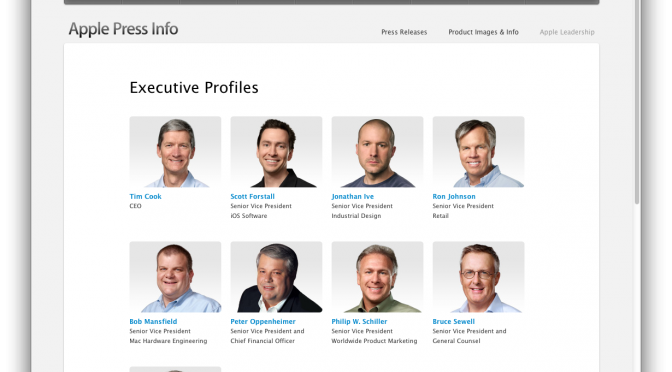 Apple Press Info
Press Releases
Product Images & Info
Apple Leadership
Executive Profiles
Tim Cook
CEO
Scott Forstall
Senior Vice President
iOS Software
Jonathan Ive
Senior Vice President
Industrial Design
Ron Johnson
Senior Vice President
Retail
Bob Mansfield
Senior Vice President
Mac Hardware Engineering
Peter Oppenheimer
Senior Vice President and
Chief Financial Officer
Philip W. Schiller
Senior Vice President
Worldwide Product Marketing
Bruce Sewell
Senior Vice President and
General Counsel